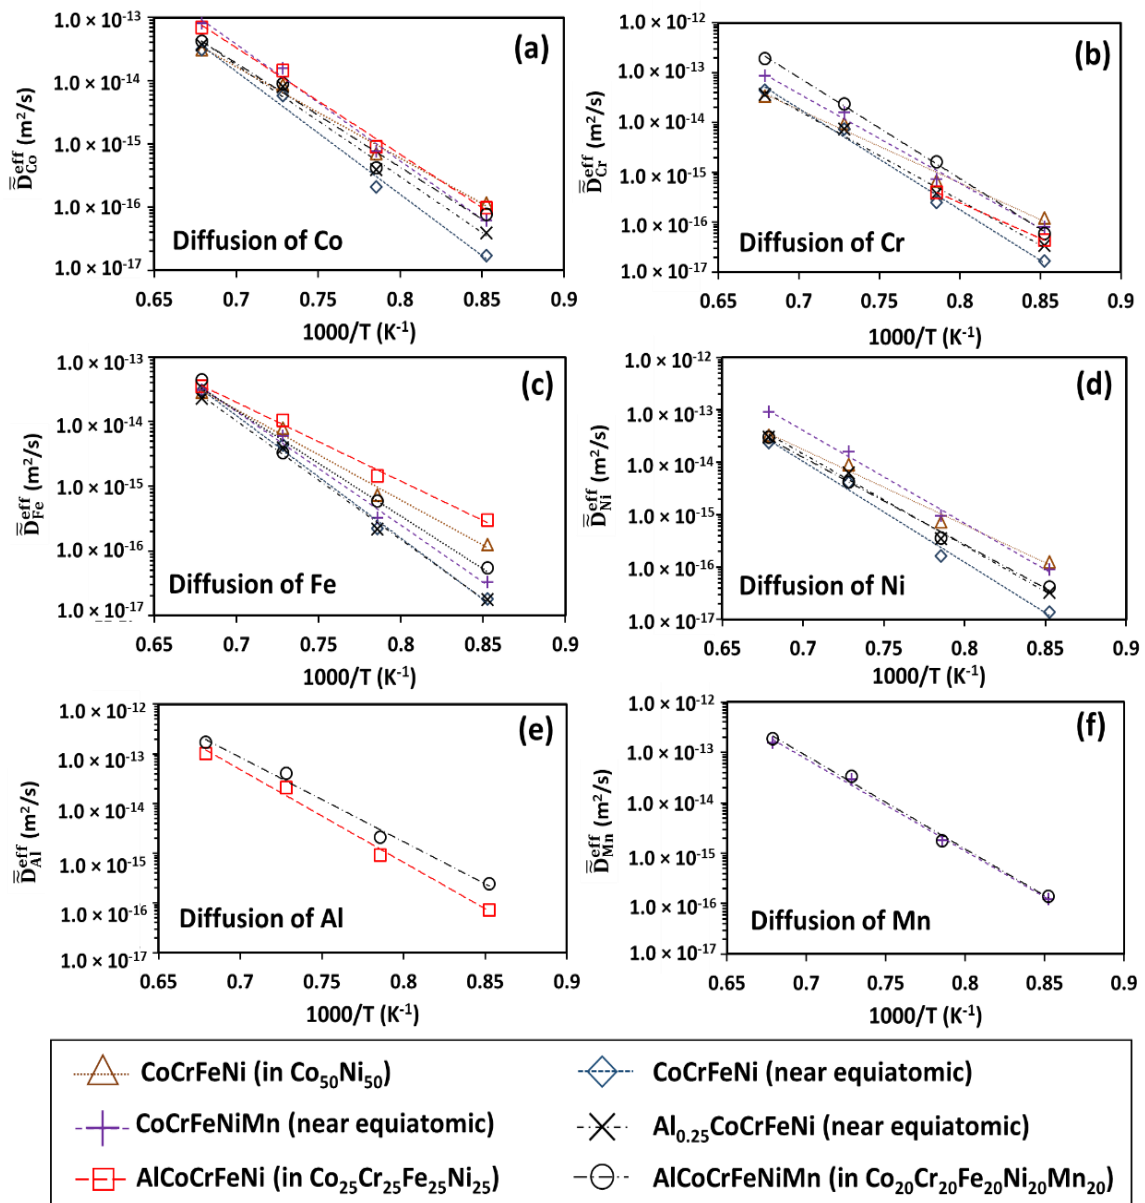 (a)
1.0 × 10⁻¹³
1.0 × 10⁻¹⁴
1.0 × 10⁻¹⁵
1.0 × 10⁻¹⁶
1.0 × 10⁻¹⁷
D̃̄ᵉᶠᶠ_Co (m²/s)
Diffusion of Co
0.65 0.7 0.75 0.8 0.85 0.9
1000/T (K⁻¹)
(b)
1.0 × 10⁻¹²
1.0 × 10⁻¹³
1.0 × 10⁻¹⁴
1.0 × 10⁻¹⁵
1.0 × 10⁻¹⁶
1.0 × 10⁻¹⁷
D̃̄ᵉᶠᶠ_Cr (m²/s)
Diffusion of Cr
0.65 0.7 0.75 0.8 0.85 0.9
1000/T (K⁻¹)
(c)
1.0 × 10⁻¹³
1.0 × 10⁻¹⁴
1.0 × 10⁻¹⁵
1.0 × 10⁻¹⁶
1.0 × 10⁻¹⁷
D̃̄ᵉᶠᶠ_Fe (m²/s)
Diffusion of Fe
0.65 0.7 0.75 0.8 0.85 0.9
1000/T (K⁻¹)
(d)
1.0 × 10⁻¹²
1.0 × 10⁻¹³
1.0 × 10⁻¹⁴
1.0 × 10⁻¹⁵
1.0 × 10⁻¹⁶
1.0 × 10⁻¹⁷
D̃̄ᵉᶠᶠ_Ni (m²/s)
Diffusion of Ni
0.65 0.7 0.75 0.8 0.85 0.9
1000/T (K⁻¹)
(e)
1.0 × 10⁻¹²
1.0 × 10⁻¹³
1.0 × 10⁻¹⁴
1.0 × 10⁻¹⁵
1.0 × 10⁻¹⁶
1.0 × 10⁻¹⁷
D̃̄ᵉᶠᶠ_Al (m²/s)
Diffusion of Al
0.65 0.7 0.75 0.8 0.85 0.9
1000/T (K⁻¹)
(f)
1.0 × 10⁻¹²
1.0 × 10⁻¹³
1.0 × 10⁻¹⁴
1.0 × 10⁻¹⁵
1.0 × 10⁻¹⁶
1.0 × 10⁻¹⁷
D̃̄ᵉᶠᶠ_Mn (m²/s)
Diffusion of Mn
0.65 0.7 0.75 0.8 0.85 0.9
1000/T (K⁻¹)
CoCrFeNi (in Co₅₀Ni₅₀)
CoCrFeNi (near equiatomic)
CoCrFeNiMn (near equiatomic)
Al₀.₂₅CoCrFeNi (near equiatomic)
AlCoCrFeNi (in Co₂₅Cr₂₅Fe₂₅Ni₂₅)
AlCoCrFeNiMn (in Co₂₀Cr₂₀Fe₂₀Ni₂₀Mn₂₀)